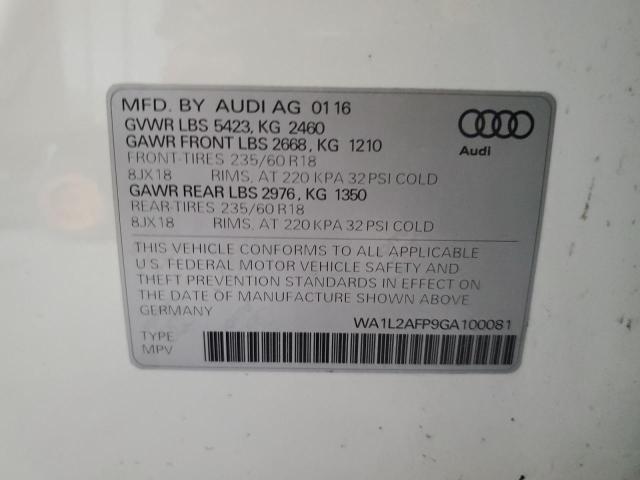 MFD. BY AUDI AG 01 16
GVWR LBS 5423, KG 2460
GAWR FRONT LBS 2668, KG 1210
FRONT-TIRES 235/60 R18
8JX18 RIMS, AT 220 KPA 32 PSI COLD
GAWR REAR LBS 2976, KG 1350
REAR-TIRES 235/60 R18
8JX18 RIMS, AT 220 KPA 32 PSI COLD
Audi
THIS VEHICLE CONFORMS TO ALL APPLICABLE
U.S. FEDERAL MOTOR VEHICLE SAFETY AND
THEFT PREVENTION STANDARDS IN EFFECT ON
THE DATE OF MANUFACTURE SHOWN ABOVE
GERMANY
WA1L2AFP9GA100081
TYPE
MPV